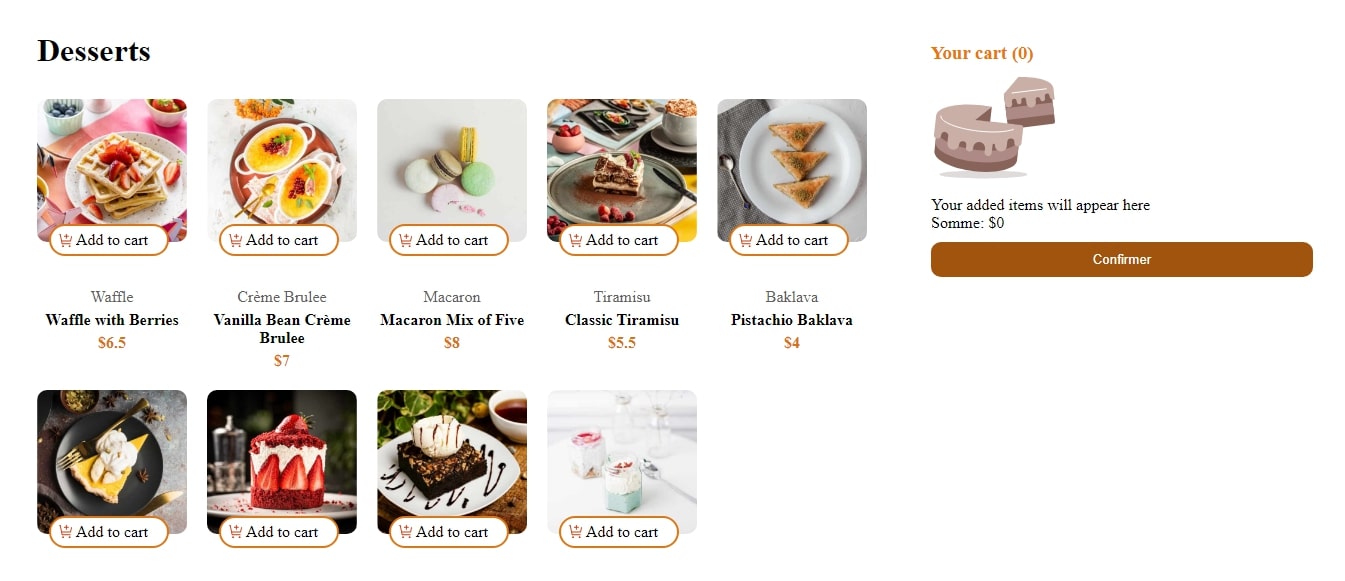 Desserts
Your cart (0)
Add to cart
Add to cart
Add to cart
Add to cart
Add to cart
Your added items will appear here
Somme: $0
Confirmer
Waffle
Waffle with Berries
$6.5
Crème Brulee
Vanilla Bean Crème
Brulee
$7
Macaron
Macaron Mix of Five
$8
Tiramisu
Classic Tiramisu
$5.5
Baklava
Pistachio Baklava
$4
Add to cart
Add to cart
Add to cart
Add to cart